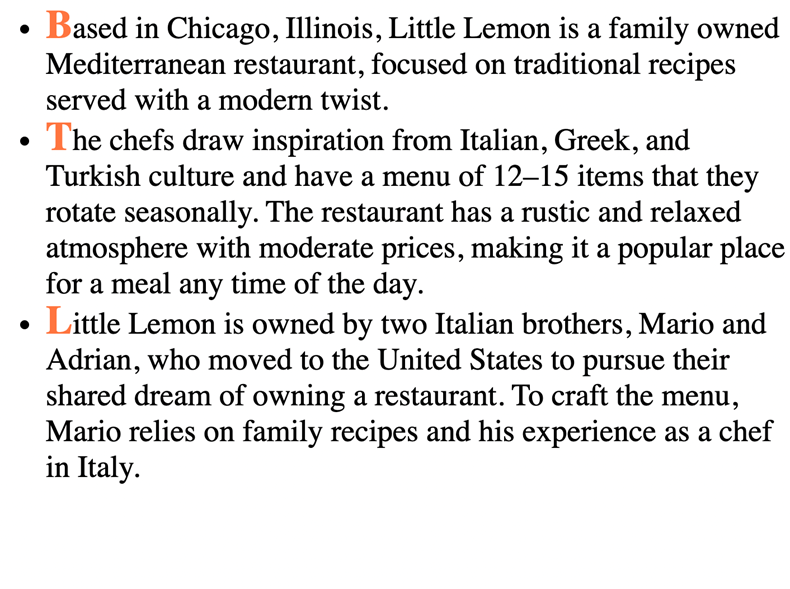 • Based in Chicago, Illinois, Little Lemon is a family owned
Mediterranean restaurant, focused on traditional recipes
served with a modern twist.
• The chefs draw inspiration from Italian, Greek, and
Turkish culture and have a menu of 12–15 items that they
rotate seasonally. The restaurant has a rustic and relaxed
atmosphere with moderate prices, making it a popular place
for a meal any time of the day.
• Little Lemon is owned by two Italian brothers, Mario and
Adrian, who moved to the United States to pursue their
shared dream of owning a restaurant. To craft the menu,
Mario relies on family recipes and his experience as a chef
in Italy.